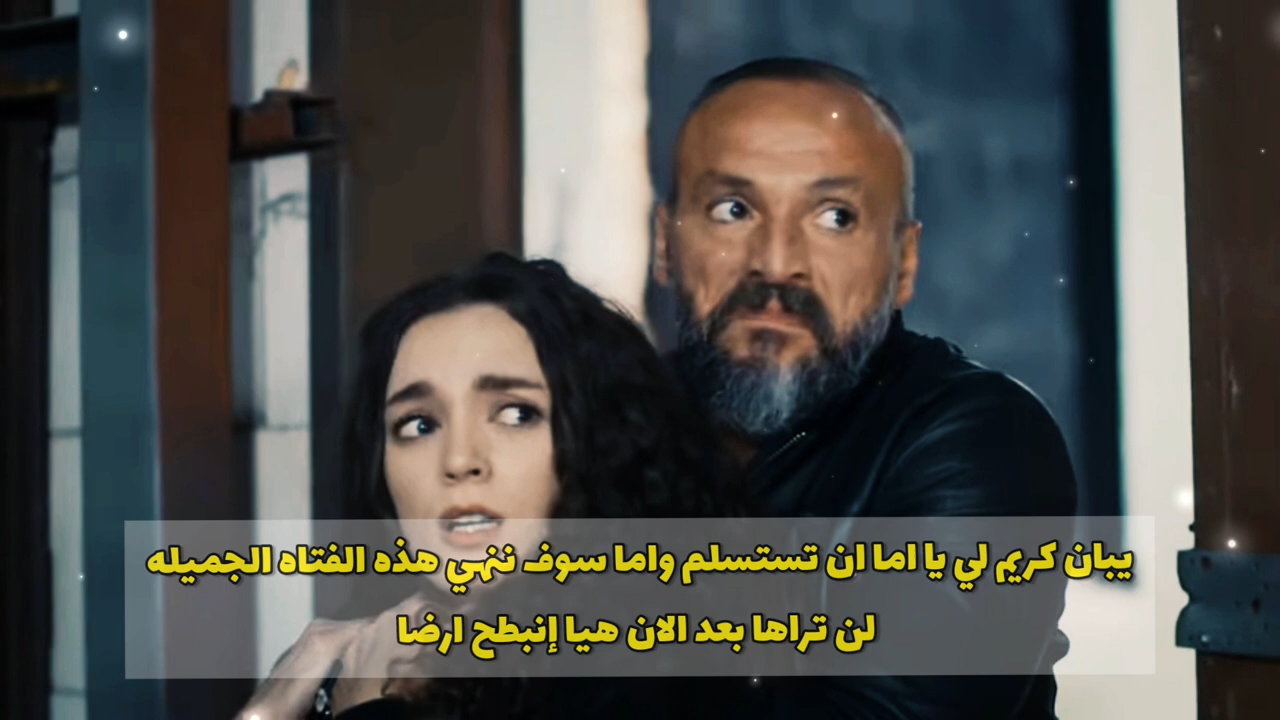 يبان كريم لي يا اما ان تستسلم واما سوف ننهي هذه الفتاه الجميله
لن تراها بعد الان هيا إنبطح ارضا